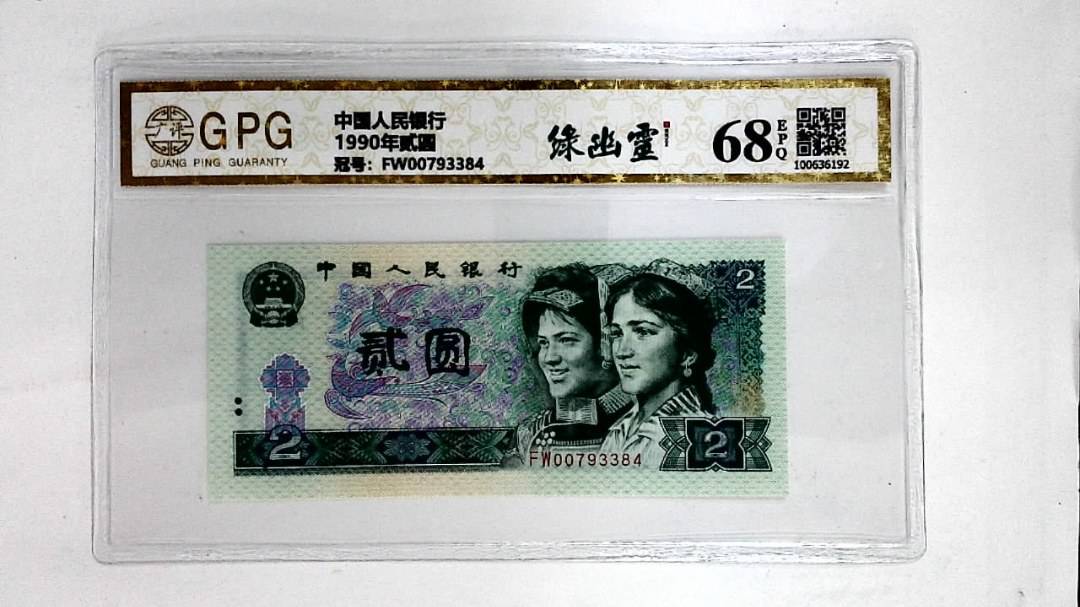 广评
GPG
GUANG PING GUARANTY
中国人民银行
1990年贰圆
冠号：FW00793384
绿幽灵
68
EPQ
100636192
中国人民银行
2
贰圆
2
2
FW00793384